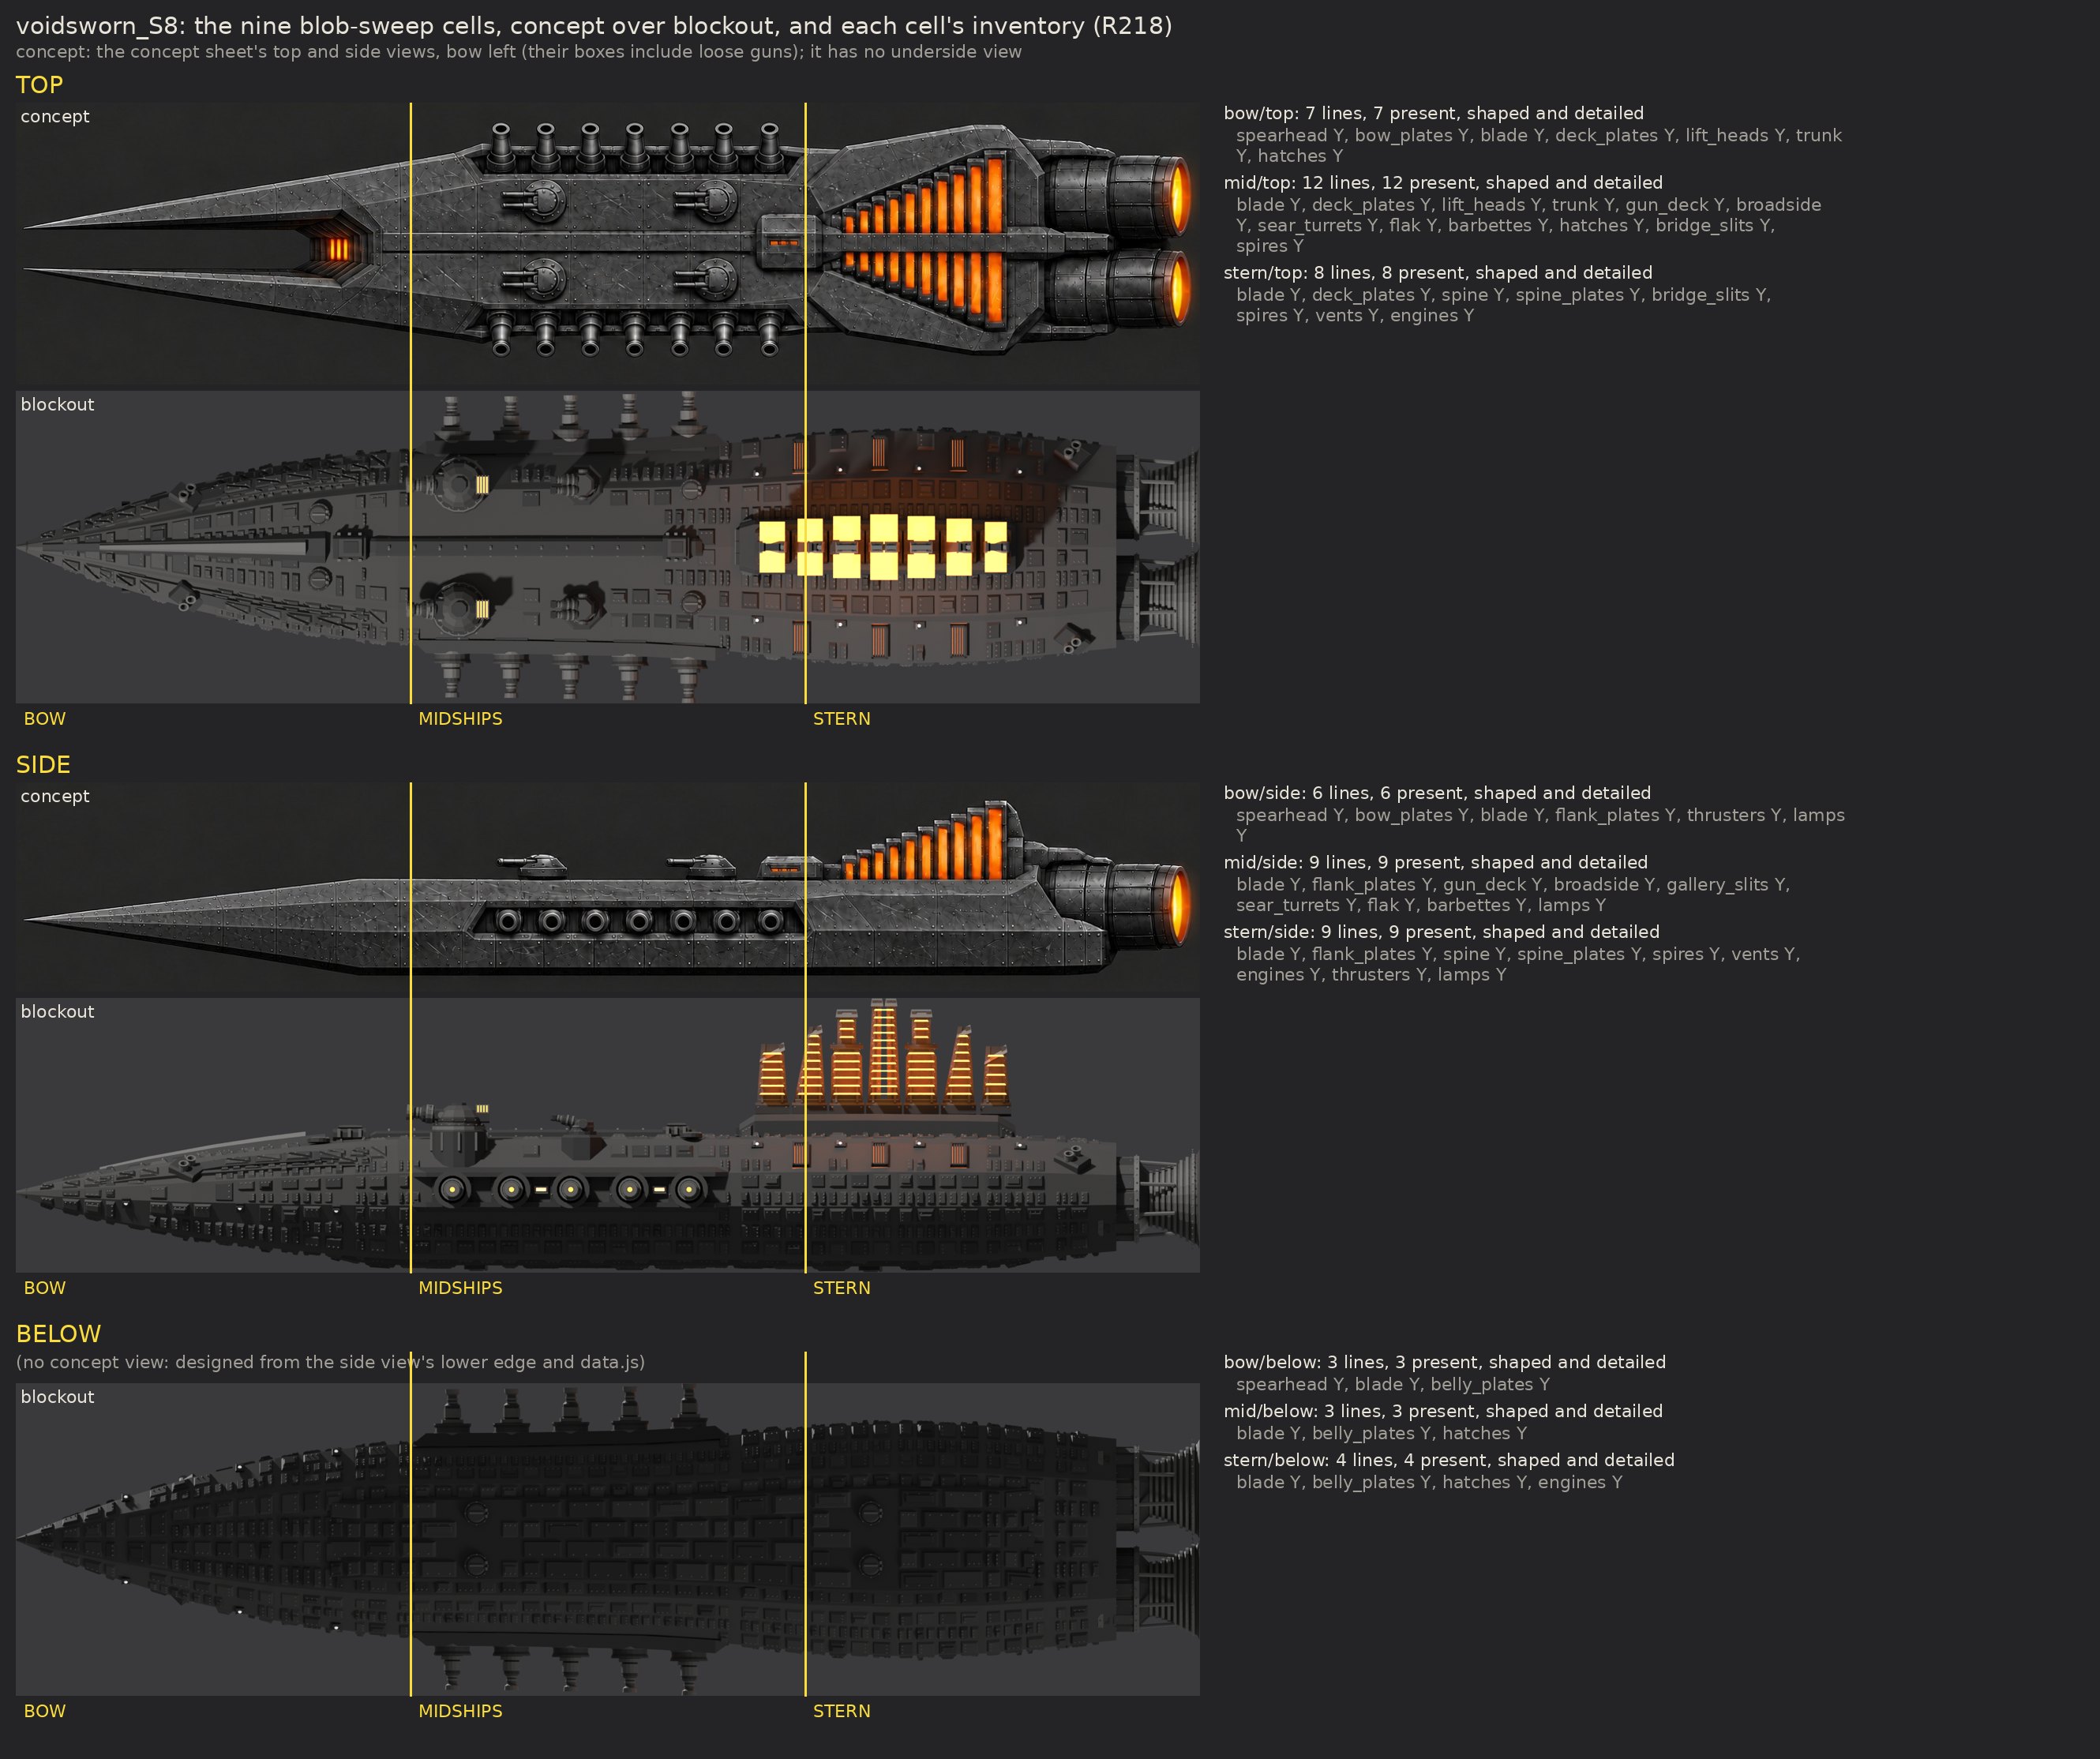 voidsworn_S8: the nine blob-sweep cells, concept over blockout, and each cell's inventory (R218)
concept: the concept sheet's top and side views, bow left (their boxes include loose guns); it has no underside view
TOP
concept
bow/top: 7 lines, 7 present, shaped and detailed
spearhead Y, bow_plates Y, blade Y, deck_plates Y, lift_heads Y, trunk
Y, hatches Y
mid/top: 12 lines, 12 present, shaped and detailed
blade Y, deck_plates Y, lift_heads Y, trunk Y, gun_deck Y, broadside
Y, sear_turrets Y, flak Y, barbettes Y, hatches Y, bridge_slits Y,
spires Y
stern/top: 8 lines, 8 present, shaped and detailed
blade Y, deck_plates Y, spine Y, spine_plates Y, bridge_slits Y,
spires Y, vents Y, engines Y
blockout
BOW
MIDSHIPS
STERN
SIDE
concept
bow/side: 6 lines, 6 present, shaped and detailed
spearhead Y, bow_plates Y, blade Y, flank_plates Y, thrusters Y, lamps
Y
mid/side: 9 lines, 9 present, shaped and detailed
blade Y, flank_plates Y, gun_deck Y, broadside Y, gallery_slits Y,
sear_turrets Y, flak Y, barbettes Y, lamps Y
stern/side: 9 lines, 9 present, shaped and detailed
blade Y, flank_plates Y, spine Y, spine_plates Y, spires Y, vents Y,
engines Y, thrusters Y, lamps Y
blockout
BOW
MIDSHIPS
STERN
BELOW
(no concept view: designed from the side view's lower edge and data.js)
blockout
bow/below: 3 lines, 3 present, shaped and detailed
spearhead Y, blade Y, belly_plates Y
mid/below: 3 lines, 3 present, shaped and detailed
blade Y, belly_plates Y, hatches Y
stern/below: 4 lines, 4 present, shaped and detailed
blade Y, belly_plates Y, hatches Y, engines Y
BOW
MIDSHIPS
STERN